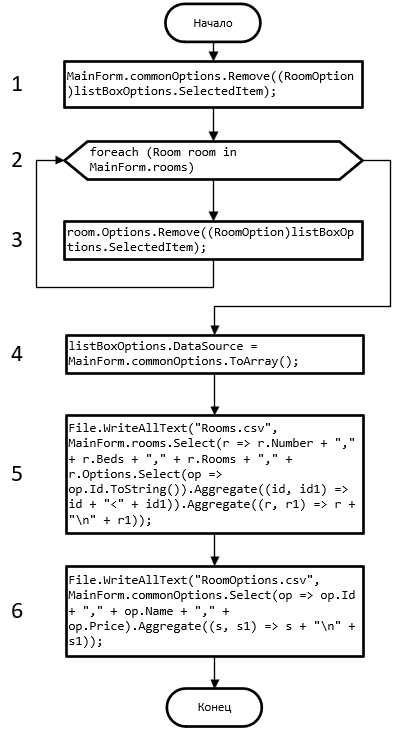 Начало
1
MainForm.commonOptions.Remove((RoomOption
)listBoxOptions.SelectedItem);
2
foreach (Room room in
MainForm.rooms)
3
room.Options.Remove((RoomOption)listBoxOp
tions.SelectedItem);
4
listBoxOptions.DataSource =
MainForm.commonOptions.ToArray();
5
File.WriteAllText("Rooms.csv",
MainForm.rooms.Select(r => r.Number + ","
+ r.Beds + "," + r.Rooms + "," +
r.Options.Select(op =>
op.Id.ToString()).Aggregate((id, id1) =>
id + "<" + id1)).Aggregate((r, r1) => r +
"\n" + r1));
6
File.WriteAllText("RoomOptions.csv",
MainForm.commonOptions.Select(op => op.Id
+ "," + op.Name + "," +
op.Price).Aggregate((s, s1) => s + "\n" +
s1));
Конец